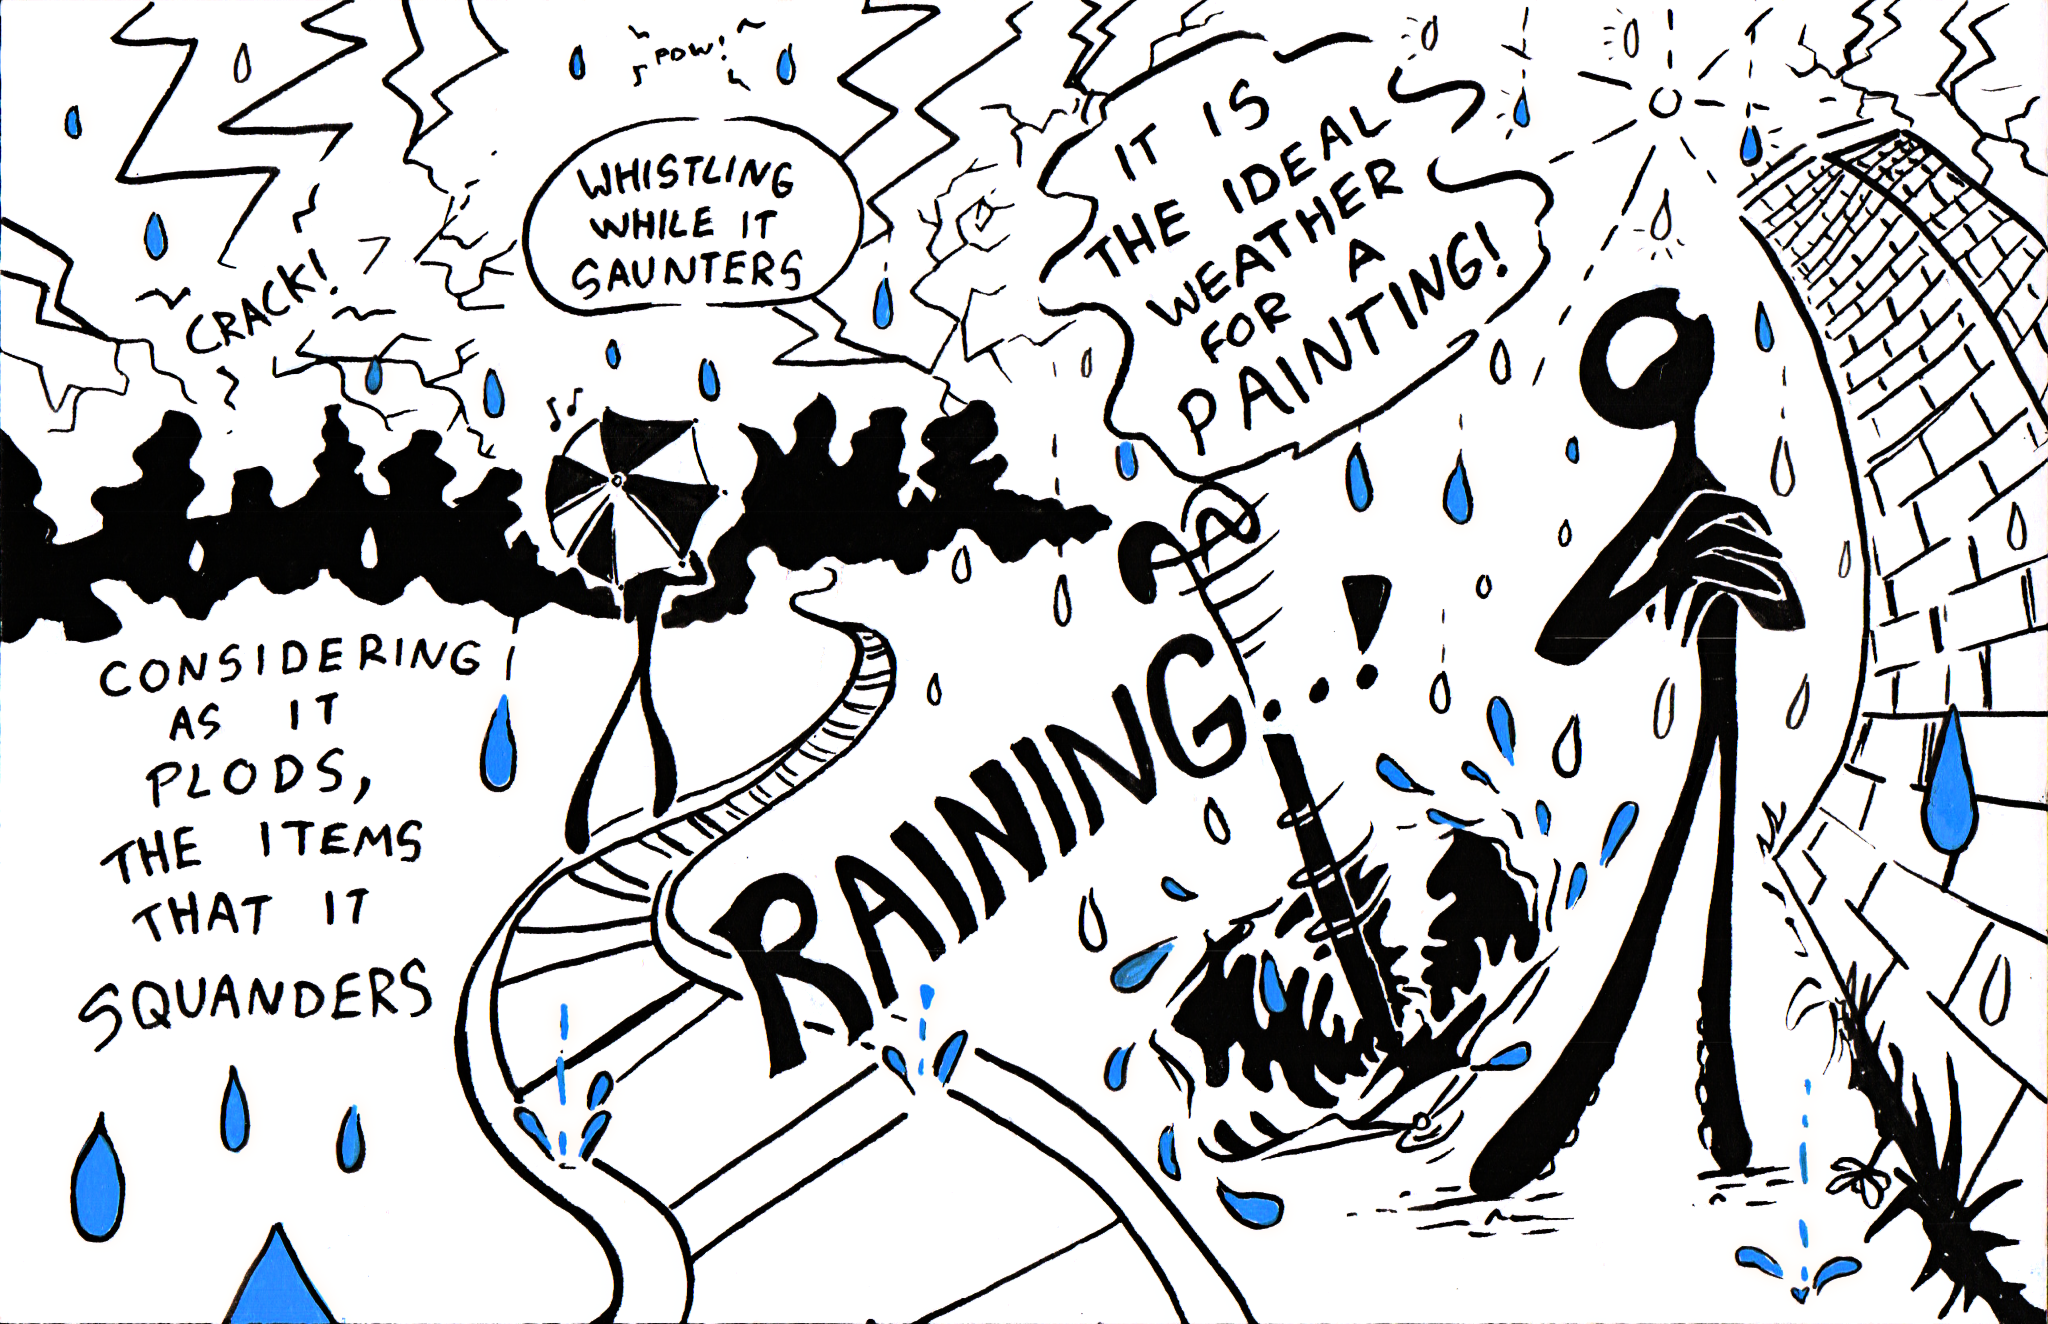 POW!
CRACK!
WHISTLING
WHILE IT
SAUNTERS
IT IS
THE IDEAL
WEATHER
FOR A
PAINTING!
CONSIDERING
AS IT
PLODS,
THE ITEMS
THAT IT
SQUANDERS
RAINING...!